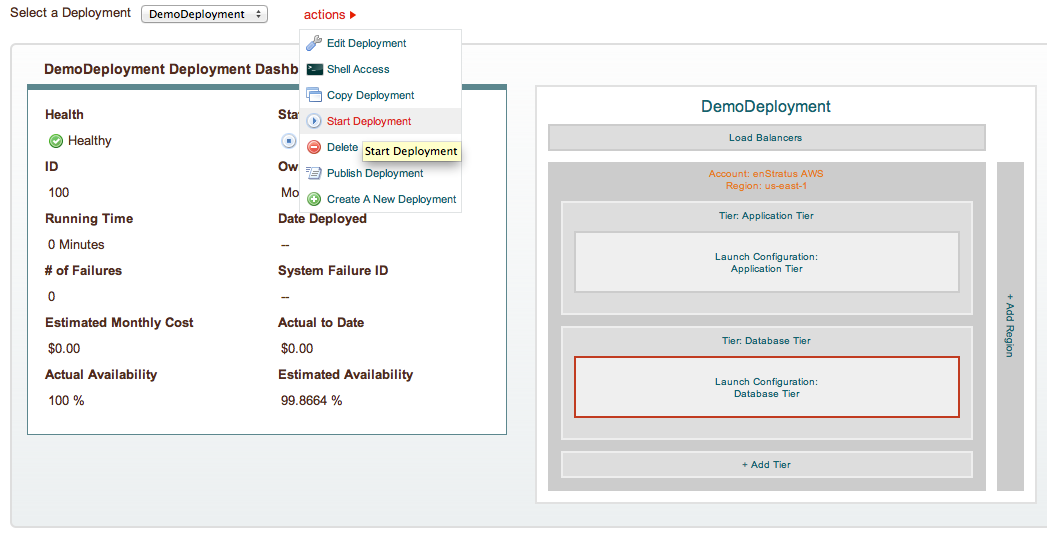 Select a Deployment DemoDeployment actions
Edit Deployment
Shell Access
Copy Deployment
Start Deployment
Delete
Start Deployment
Publish Deployment
Create A New Deployment
DemoDeployment Deployment
Health
Healthy
ID
100
Running Time
Date Deployed
0 Minutes
--
# of Failures
System Failure ID
0
--
Estimated Monthly Cost
Actual to Date
$0.00
$0.00
Actual Availability
Estimated Availability
100 %
99.8664 %
DemoDeployment
Load Balancers
Account: enStratus AWS
Region: us-east-1
Tier: Application Tier
Launch Configuration:
Application Tier
Tier: Database Tier
Launch Configuration:
Database Tier
+ Add Tier
+ Add Region